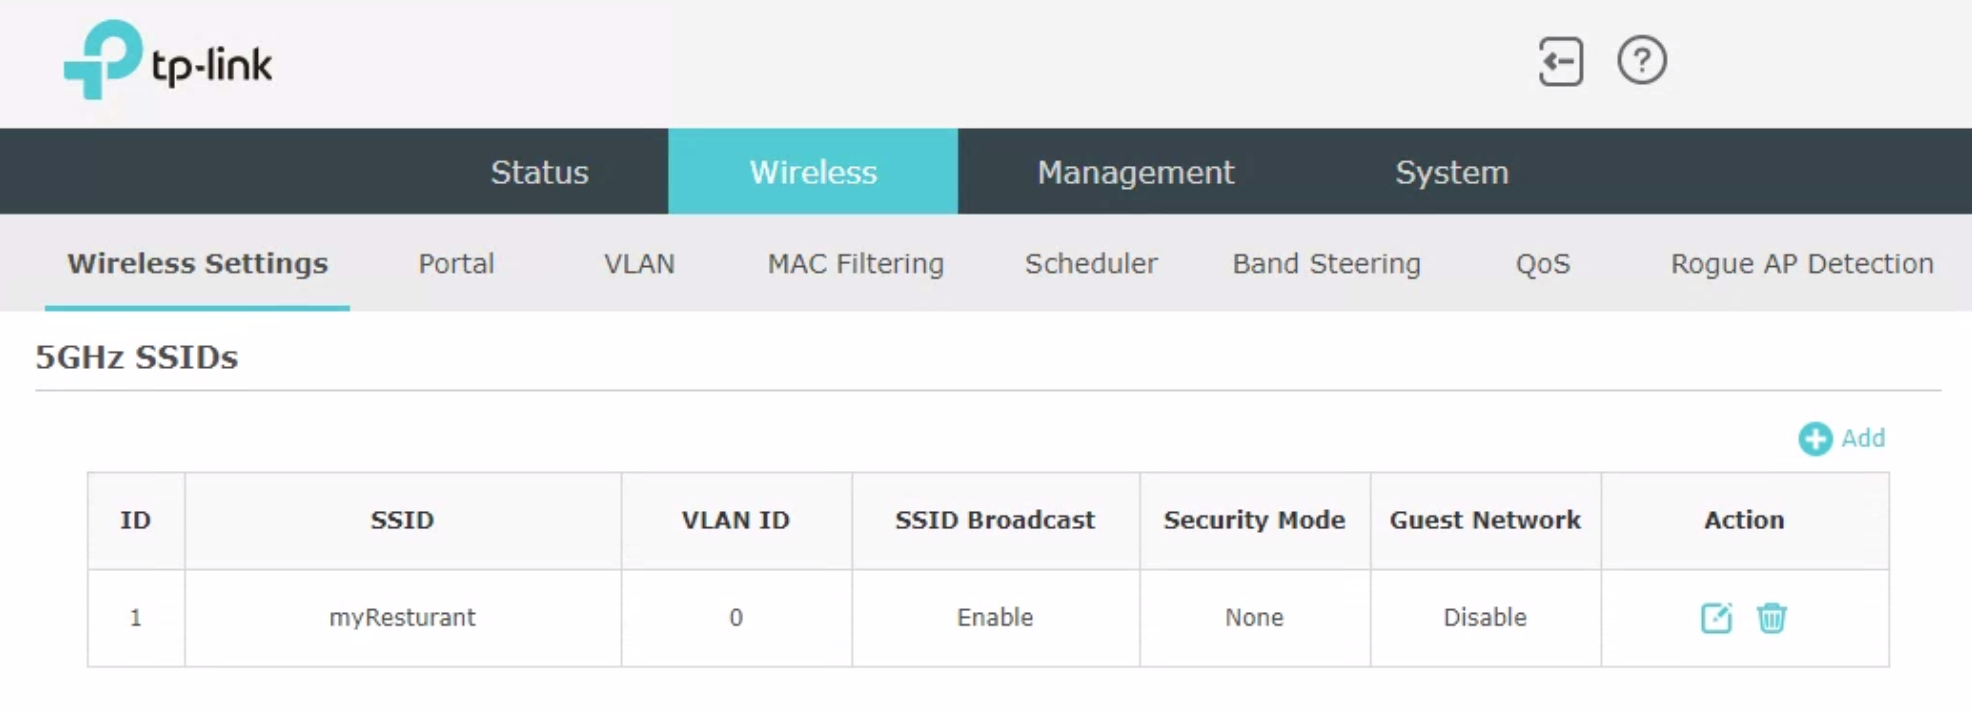 tp-link
?
Status Wireless Management System
Wireless Settings Portal VLAN MAC Filtering Scheduler Band Steering QoS Rogue AP Detection
5GHz SSIDs
Add
ID SSID VLAN ID SSID Broadcast Security Mode Guest Network Action
1 myResturant 0 Enable None Disable